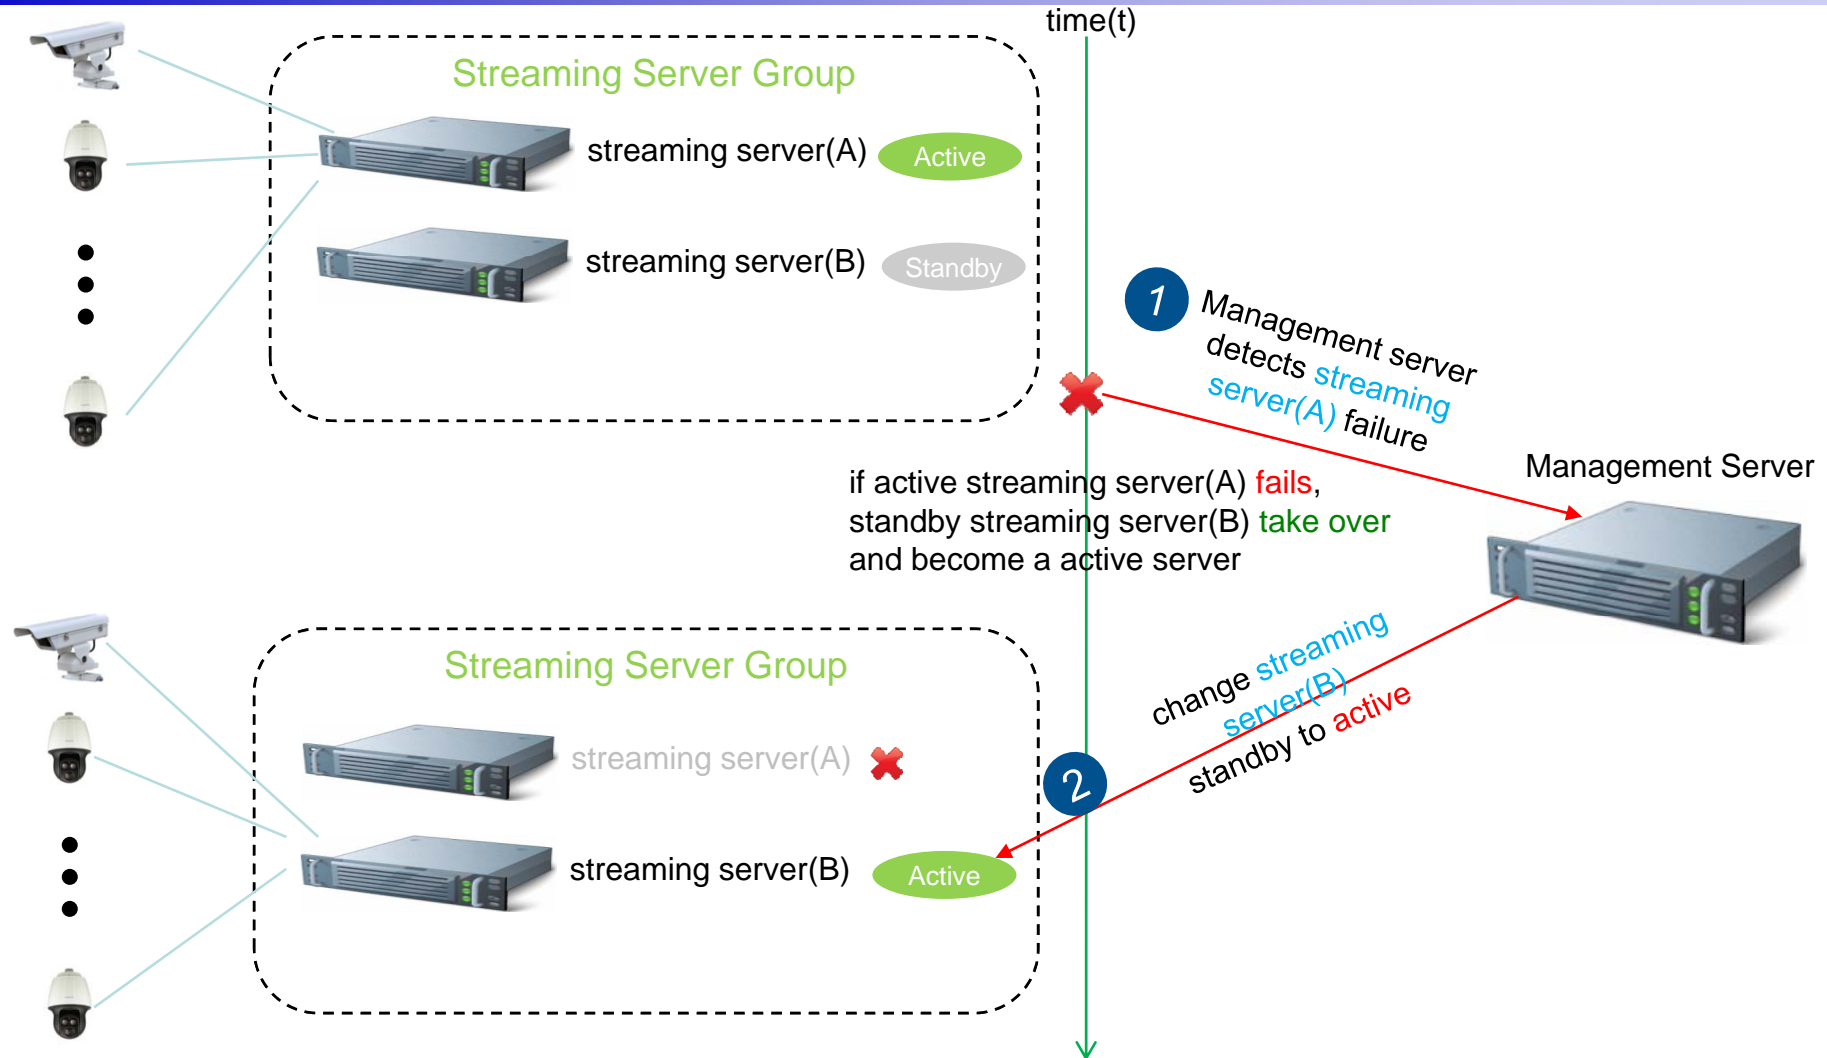 time(t)
Streaming Server Group
streaming server(A)
Active
streaming server(B)
Standby
1
Management server
detects streaming
server(A) failure
Management Server
if active streaming server(A) fails,
standby streaming server(B) take over
and become a active server
change streaming
server(B)
standby to active
2
Streaming Server Group
streaming server(A)
streaming server(B)
Active